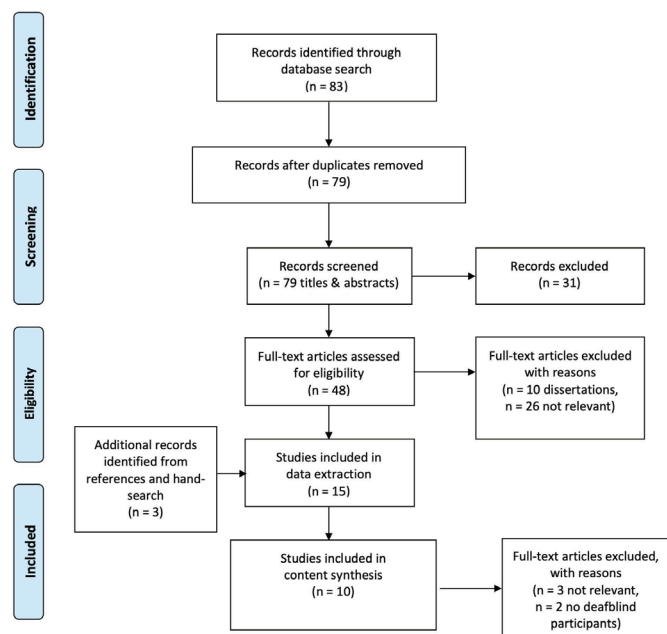 Identification
Records identified through
database search
(n = 83)
Records after duplicates removed
(n = 79)
Screening
Records screened
(n = 79 titles & abstracts)
Records excluded
(n = 31)
Eligibility
Full-text articles assessed
for eligibility
(n = 48)
Full-text articles excluded
with reasons
(n = 10 dissertations,
n = 26 not relevant)
Additional records
identified from
references and hand-
search
(n = 3)
Studies included in
data extraction
(n = 15)
Included
Studies included in
content synthesis
(n = 10)
Full-text articles excluded,
with reasons
(n = 3 not relevant,
n = 2 no deafblind
participants)